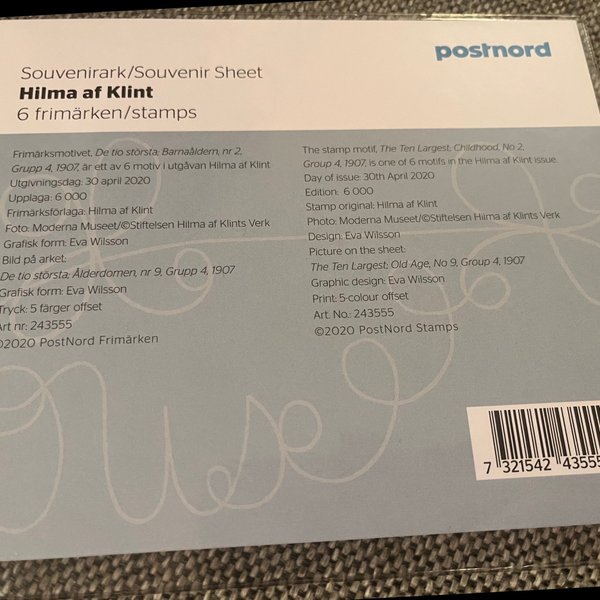 postnord
Souvenirark/Souvenir Sheet
Hilma af Klint
6 frimärken/stamps
Frimärksmotivet, De tio största; Barnaåldern, nr 2,
Grupp 4, 1907, är ett av 6 motiv i utgåvan Hilma af Klint
Utgivningsdag: 30 april 2020
Upplaga: 6 000
Frimärksförlaga: Hilma af Klint
Foto: Moderna Museet/©Stiftelsen Hilma af Klints Verk
Grafisk form: Eva Wilsson
Bild på arket:
De tio största; Ålderdomen, nr 9, Grupp 4, 1907
Grafisk form: Eva Wilsson
Tryck: 5 färger offset
Art nr: 243555
©2020 PostNord Frimärken
The stamp motif, The Ten Largest; Childhood, No 2,
Group 4, 1907, is one of 6 motifs in the Hilma af Klint issue.
Day of issue: 30th April 2020
Edition: 6 000
Stamp original: Hilma af Klint
Photo: Moderna Museet/©Stiftelsen Hilma af Klints Verk
Design: Eva Wilsson
Picture on the sheet:
The Ten Largest; Old Age, No 9, Group 4, 1907
Graphic design: Eva Wilsson
Print: 5-colour offset
Art. No.: 243555
©2020 PostNord Stamps
7 321542 43555